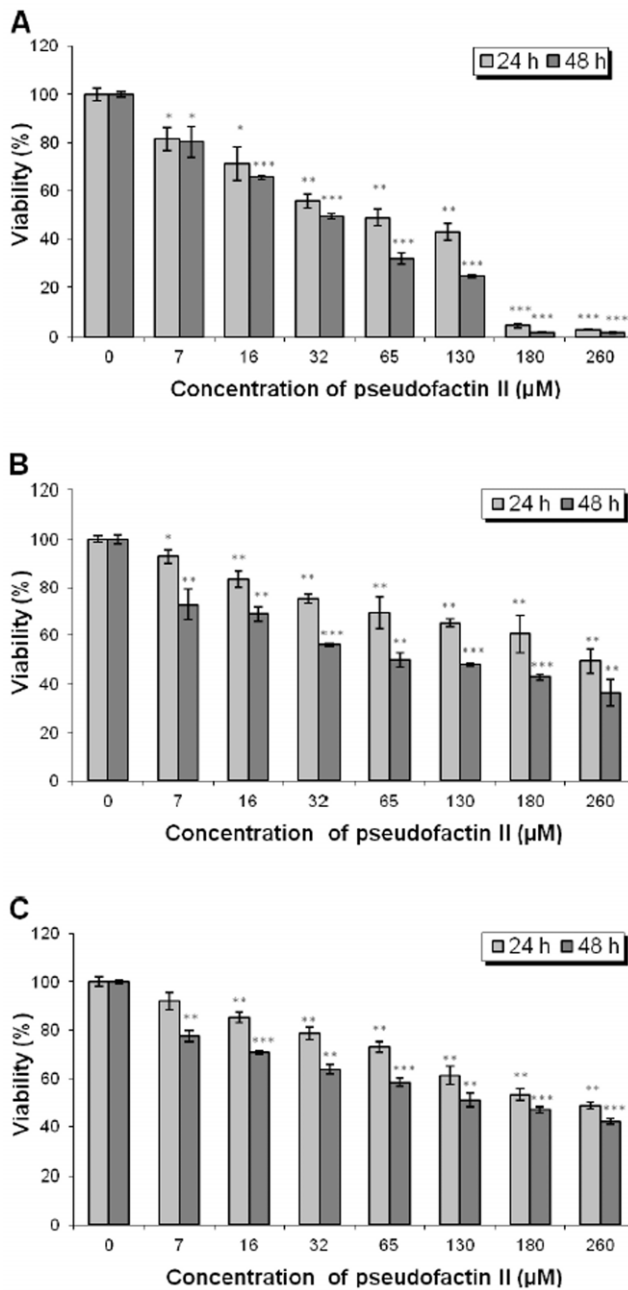 A
120
24 h 48 h
100
* *
*
80
***
** ***
**
60
***
**
40
***
20
*** *** *** ***
0
Viability (%)
0 7 16 32 65 130 180 260
Concentration of pseudofactin II (µM)
B
120
24 h 48 h
100
*
**
80
** ** **
** ** **
60
*** ** *** **
**
40
***
20
0
Viability (%)
0 7 16 32 65 130 180 260
Concentration of pseudofactin II (µM)
C
120
24 h 48 h
100
** ** **
80
** *** **
** ***
60
** **
*** ***
40
20
0
Viability (%)
0 7 16 32 65 130 180 260
Concentration of pseudofactin II (µM)